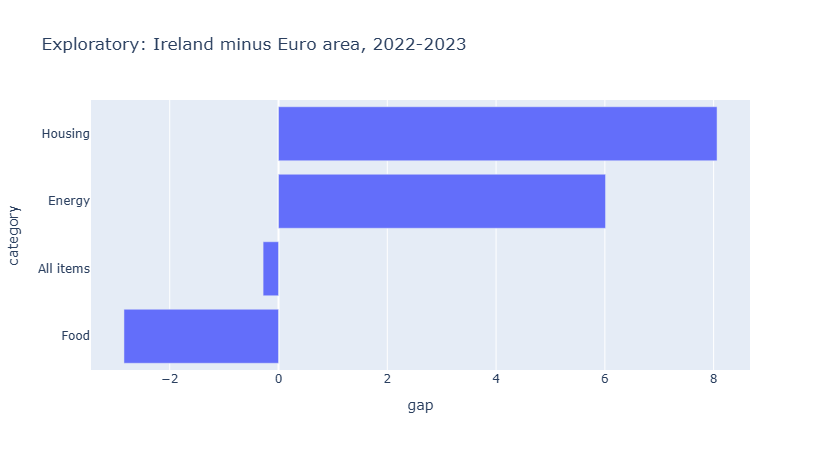 Exploratory: Ireland minus Euro area, 2022-2023
category
Housing
Energy
All items
Food
−2
0
2
4
6
8
gap